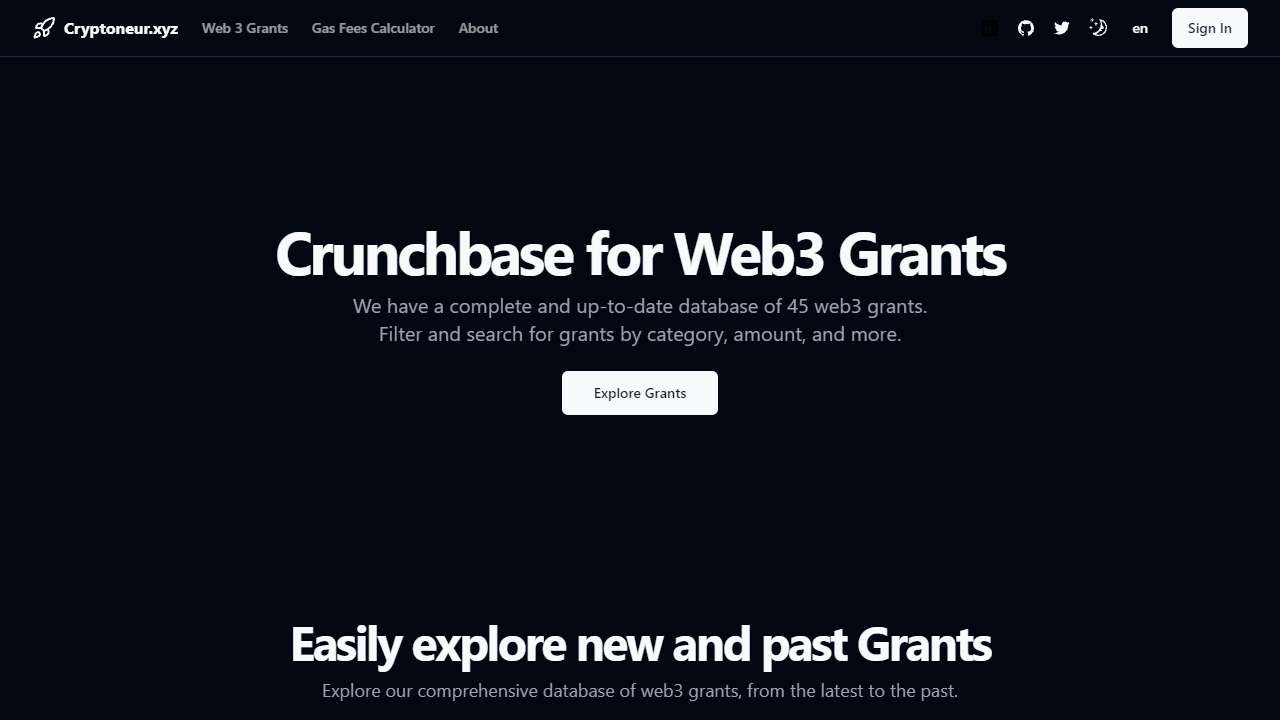 Cryptoneur.xyz
Web 3 Grants
Gas Fees Calculator
About
en
Sign In
Crunchbase for Web3 Grants
We have a complete and up-to-date database of 45 web3 grants.
Filter and search for grants by category, amount, and more.
Explore Grants
Easily explore new and past Grants
Explore our comprehensive database of web3 grants, from the latest to the past.